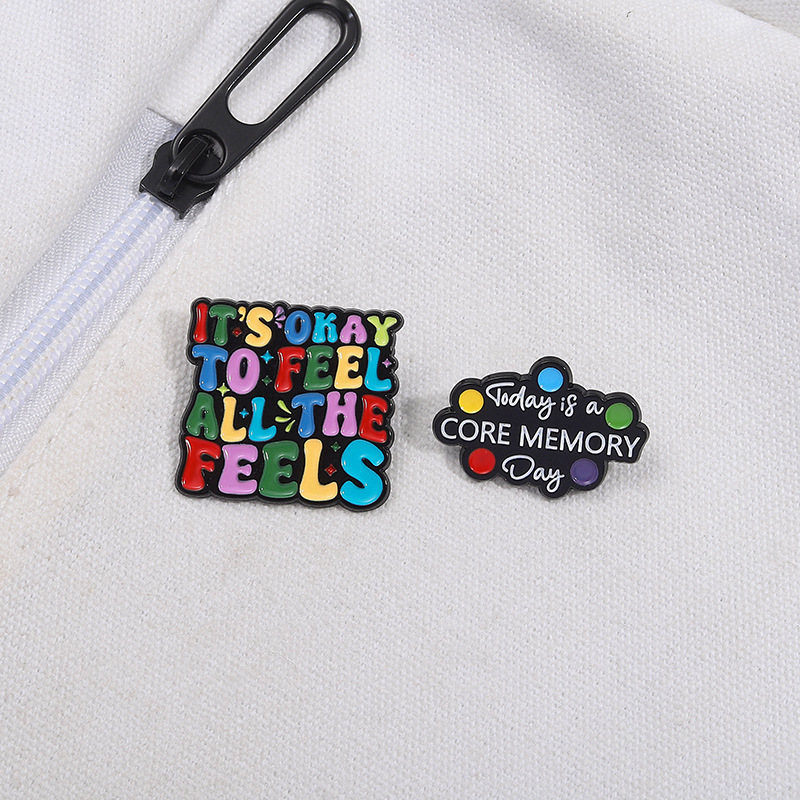 IT'S OKAY
TO FEEL
ALL THE
FEELS
Today is a
CORE MEMORY
Day